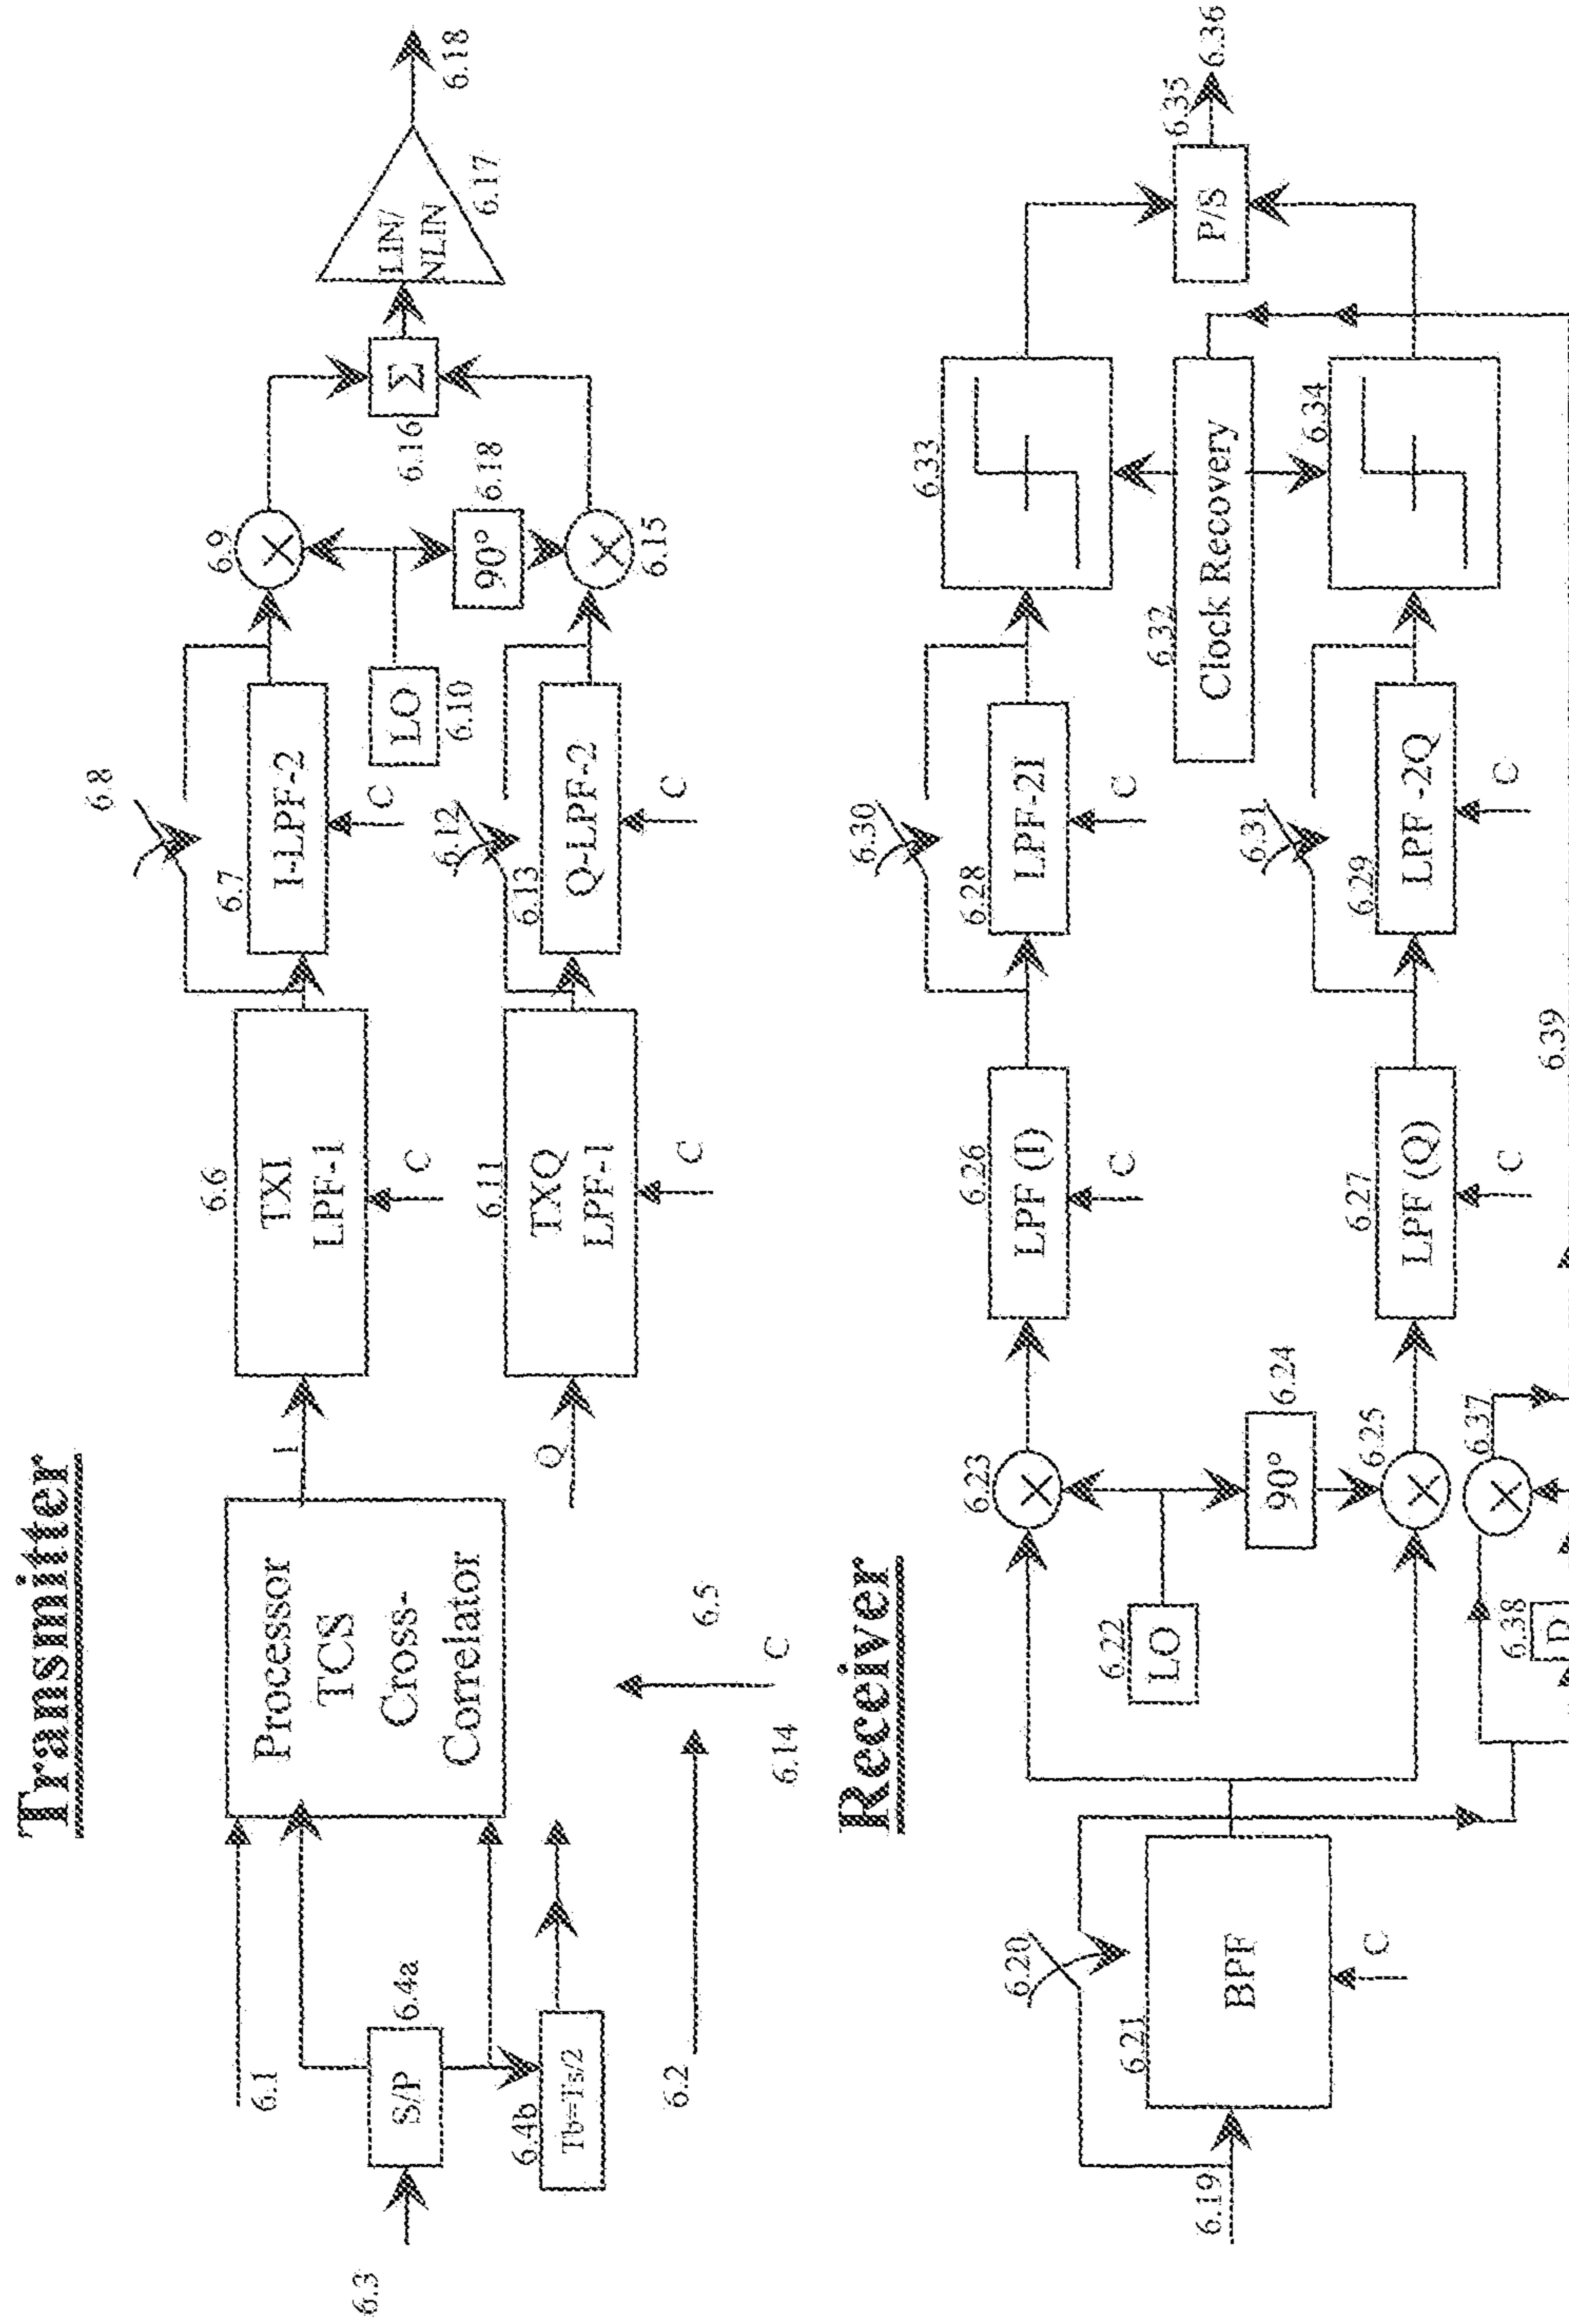 Transmitter
6.1
6.3
S/P
6.4a
6.4b
Tb=Ts/2
6.2
Processor
TCS
Cross-
Correlator
6.5
C
6.14
I
Q
6.6
TXI
LPF-1
C
6.11
TXQ
LPF-1
C
6.8
6.7
I-LPF-2
C
6.12
6.13
Q-LPF-2
C
LO
6.10
6.9
90°
6.18
6.15
6.16
Σ
LIN/
NLIN
6.17
6.18
Receiver
6.19
6.20
6.21
BPF
C
6.22
LO
6.23
90°
6.24
6.25
6.37
6.38
D
6.26
LPF (I)
C
6.27
LPF (Q)
C
6.39
6.30
6.28
LPF-2I
C
6.31
6.29
LPF -2Q
C
6.32
Clock Recovery
6.33
6.34
P/S
6.35
6.36